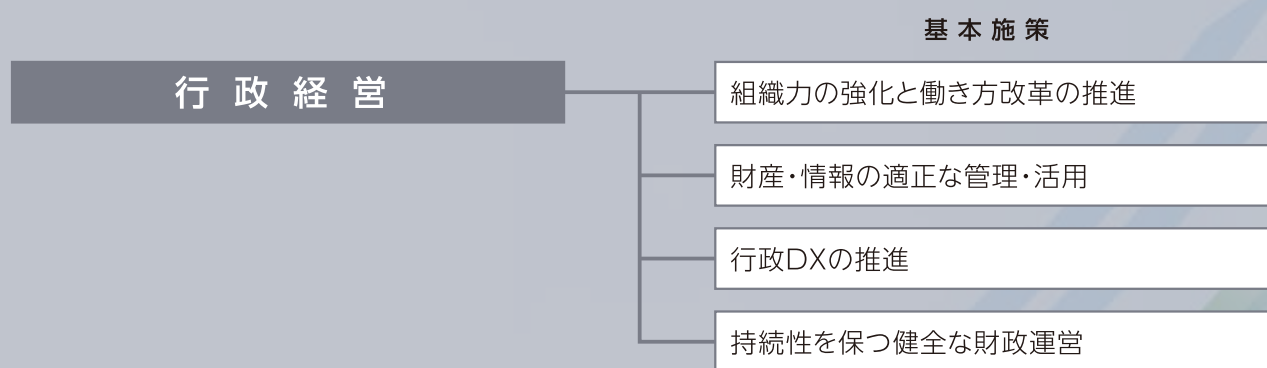 基本施策
行政経営
組織力の強化と働き方改革の推進
財産・情報の適正な管理・活用
行政DXの推進
持続性を保つ健全な財政運営